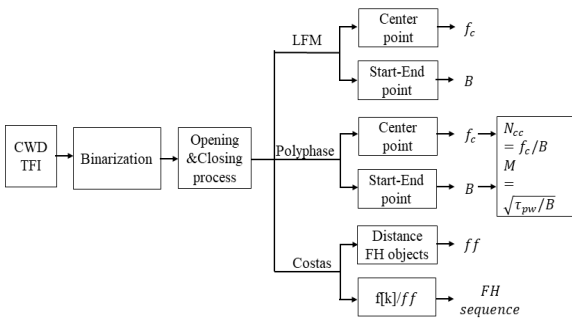 CWD
TFI
Binarization
Opening
&Closing
process
LFM
Center
point
f_c
Start-End
point
B
Polyphase
Center
point
f_c
Start-End
point
B
N_cc
= f_c/B
M
=
√τ_pw/B
Costas
Distance
FH objects
ff
f[k]/ff
FH
sequence